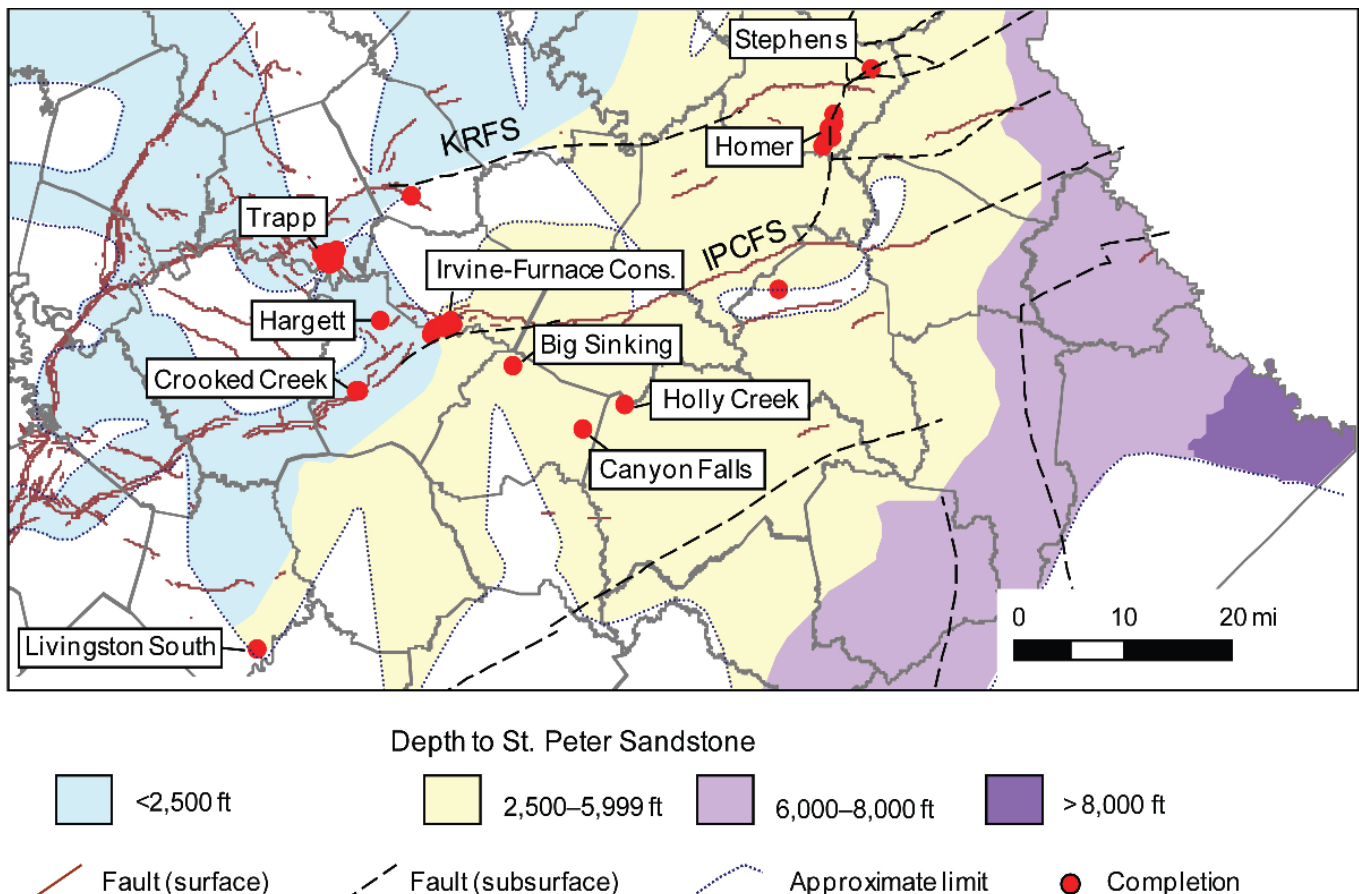 Stephens
KRFS
Homer
Trapp
IPCFS
Irvine-Furnace Cons.
Hargett
Big Sinking
Crooked Creek
Holly Creek
Canyon Falls
Livingston South
0 10 20 mi
Depth to St. Peter Sandstone
<2,500 ft 2,500–5,999 ft 6,000–8,000 ft >8,000 ft
Fault (surface) Fault (subsurface) Approximate limit Completion